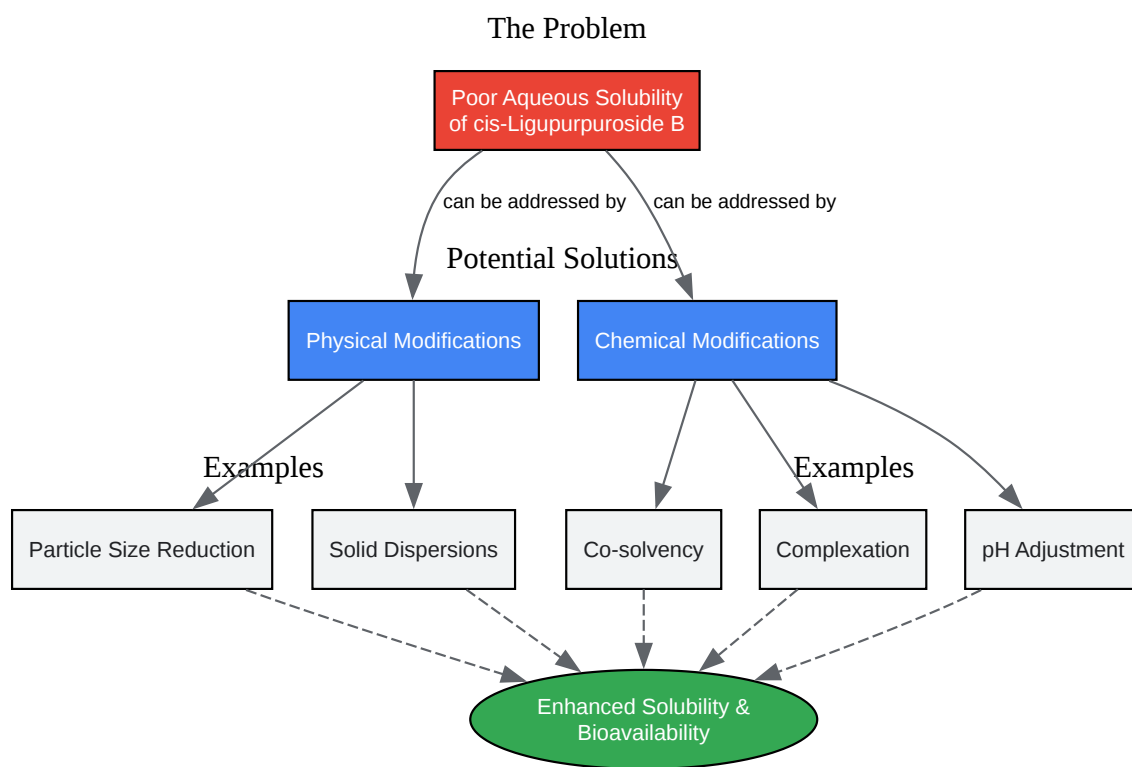 The Problem
Poor Aqueous Solubility
of cis-Ligupurpuroside B
can be addressed by
can be addressed by
Potential Solutions
Physical Modifications
Chemical Modifications
Examples
Examples
Particle Size Reduction
Solid Dispersions
Co-solvency
Complexation
pH Adjustment
Enhanced Solubility &
Bioavailability